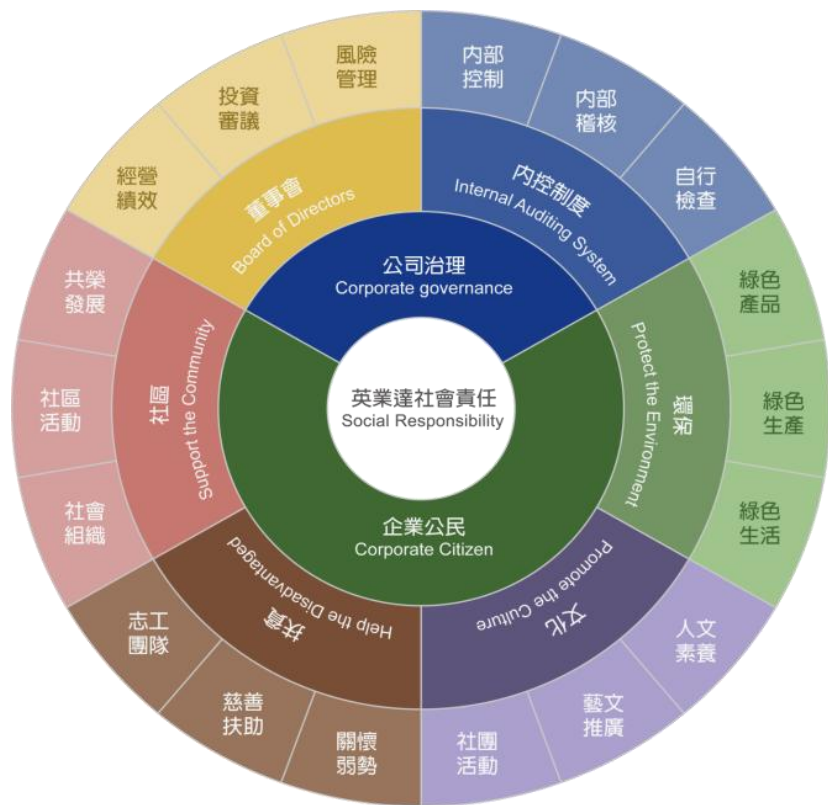 英業達社會責任
Social Responsibility
公司治理
Corporate governance
企業公民
Corporate Citizen
董事會
Board of Directors
經營
績效
投資
審議
風險
管理
內控制度
Internal Auditing System
內部
控制
內部
稽核
自行
檢查
環保
Protect the Environment
綠色
產品
綠色
生產
綠色
生活
文化
Promote the Culture
人文
素養
藝文
推廣
社團
活動
扶貧
Help the Disadvantaged
關懷
弱勢
慈善
扶助
志工
團隊
社區
Support the Community
社會
組織
社區
活動
共榮
發展